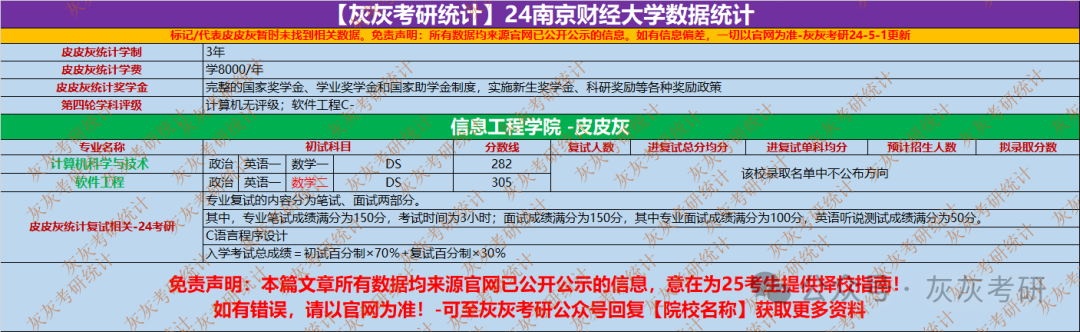 【灰灰考研统计】24南京财经大学数据统计
标记/代表皮皮灰暂时未找到相关数据。免责声明：所有数据均来源官网已公开公示的信息。如有信息偏差，一切以官网为准-灰灰考研24-5-1更新
皮皮灰统计学制 3年
皮皮灰统计学费 学8000/年
皮皮灰统计奖学金 完整的国家奖学金、学业奖学金和国家助学金制度，实施新生奖学金、科研奖励等各种奖励政策
第四轮学科评级 计算机无评级；软件工程C-
信息工程学院 -皮皮灰
专业名称 初试科目 分数线 复试人数 进复试总分均分 进复试单科均分 预计招生人数 拟录取分数
计算机科学与技术 政治 英语一 数学一 DS 282
该校录取名单中不公布方向
软件工程 政治 英语一 数学二 DS 305
皮皮灰统计复试相关-24考研
专业复试的内容分为笔试、面试两部分。
其中，专业笔试成绩满分为150分，考试时间为3小时；面试成绩满分为150分，其中专业面试成绩满分为100分，英语听说测试成绩满分为50分。
C语言程序设计
入学考试总成绩＝初试百分制×70%+复试百分制×30%
免责声明：本篇文章所有数据均来源官网已公开公示的信息，意在为25考生提供择校指南！
如有错误，请以官网为准！-可至灰灰考研公众号回复【院校名称】获取更多资料
公众号 · 灰灰考研
灰灰考研统计